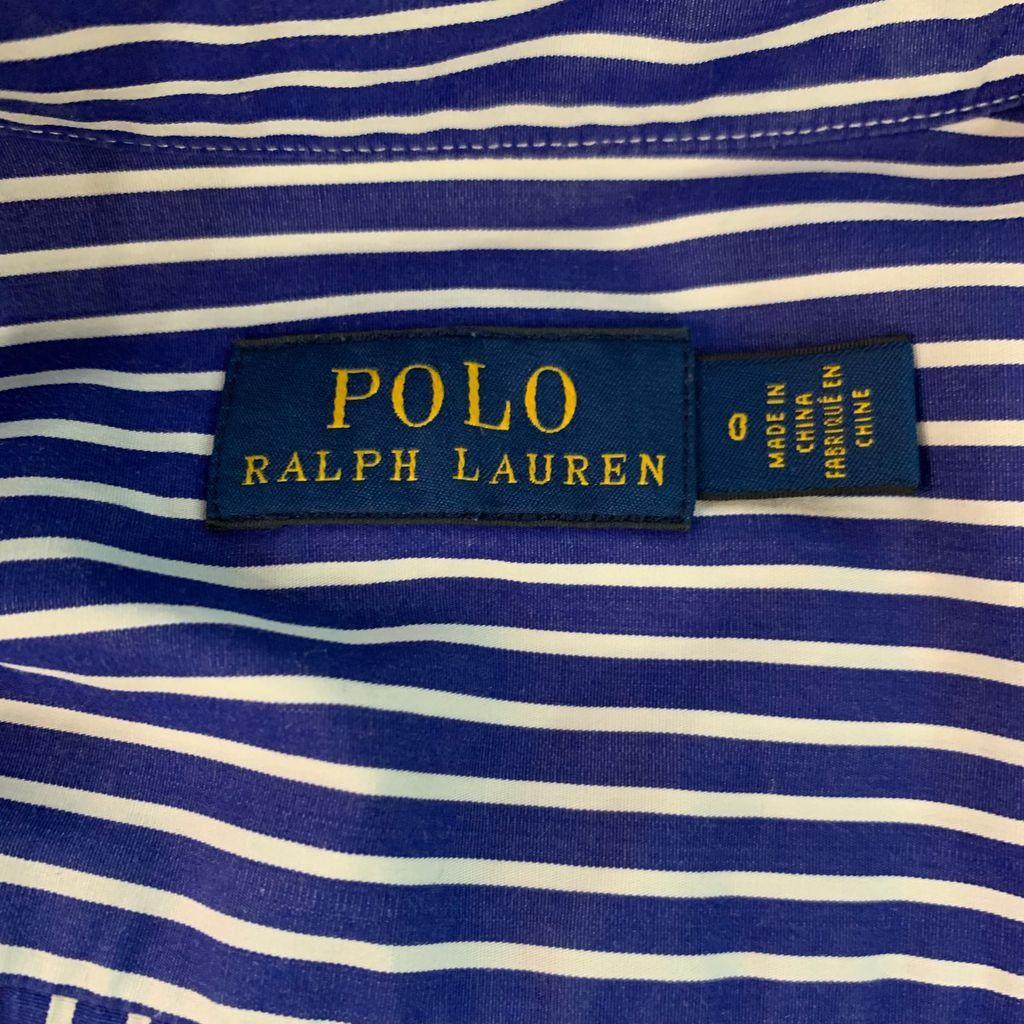 POLO
RALPH LAUREN
0
MADE IN
CHINA
FABRIQUÉ EN
CHINE